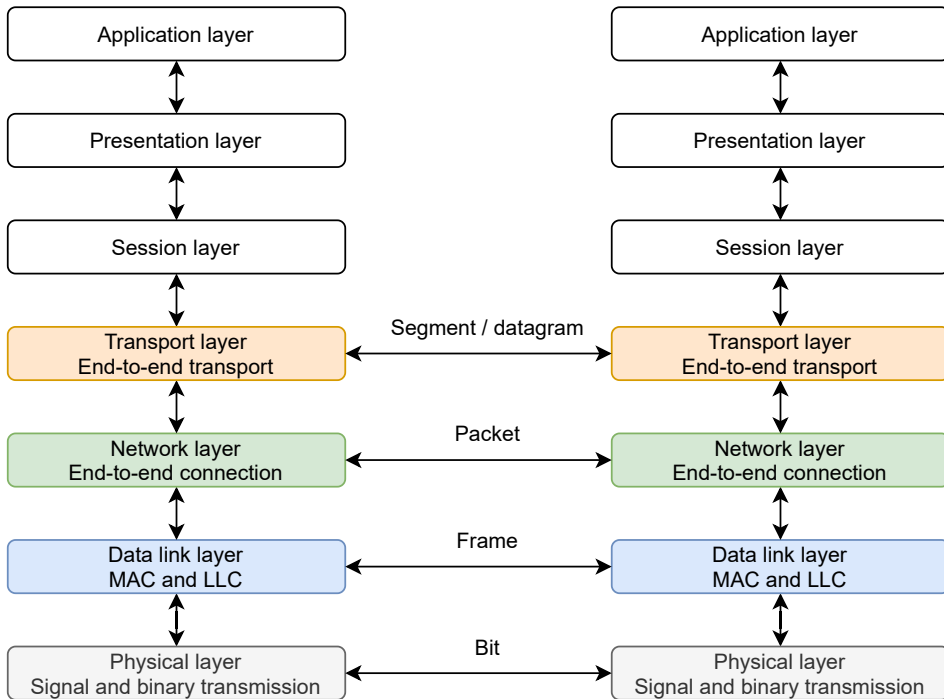 Application layer
Application layer
Presentation layer
Presentation layer
Session layer
Session layer
Transport layer
End-to-end transport
Segment / datagram
Transport layer
End-to-end transport
Network layer
End-to-end connection
Packet
Network layer
End-to-end connection
Data link layer
MAC and LLC
Frame
Data link layer
MAC and LLC
Physical layer
Signal and binary transmission
Bit
Physical layer
Signal and binary transmission